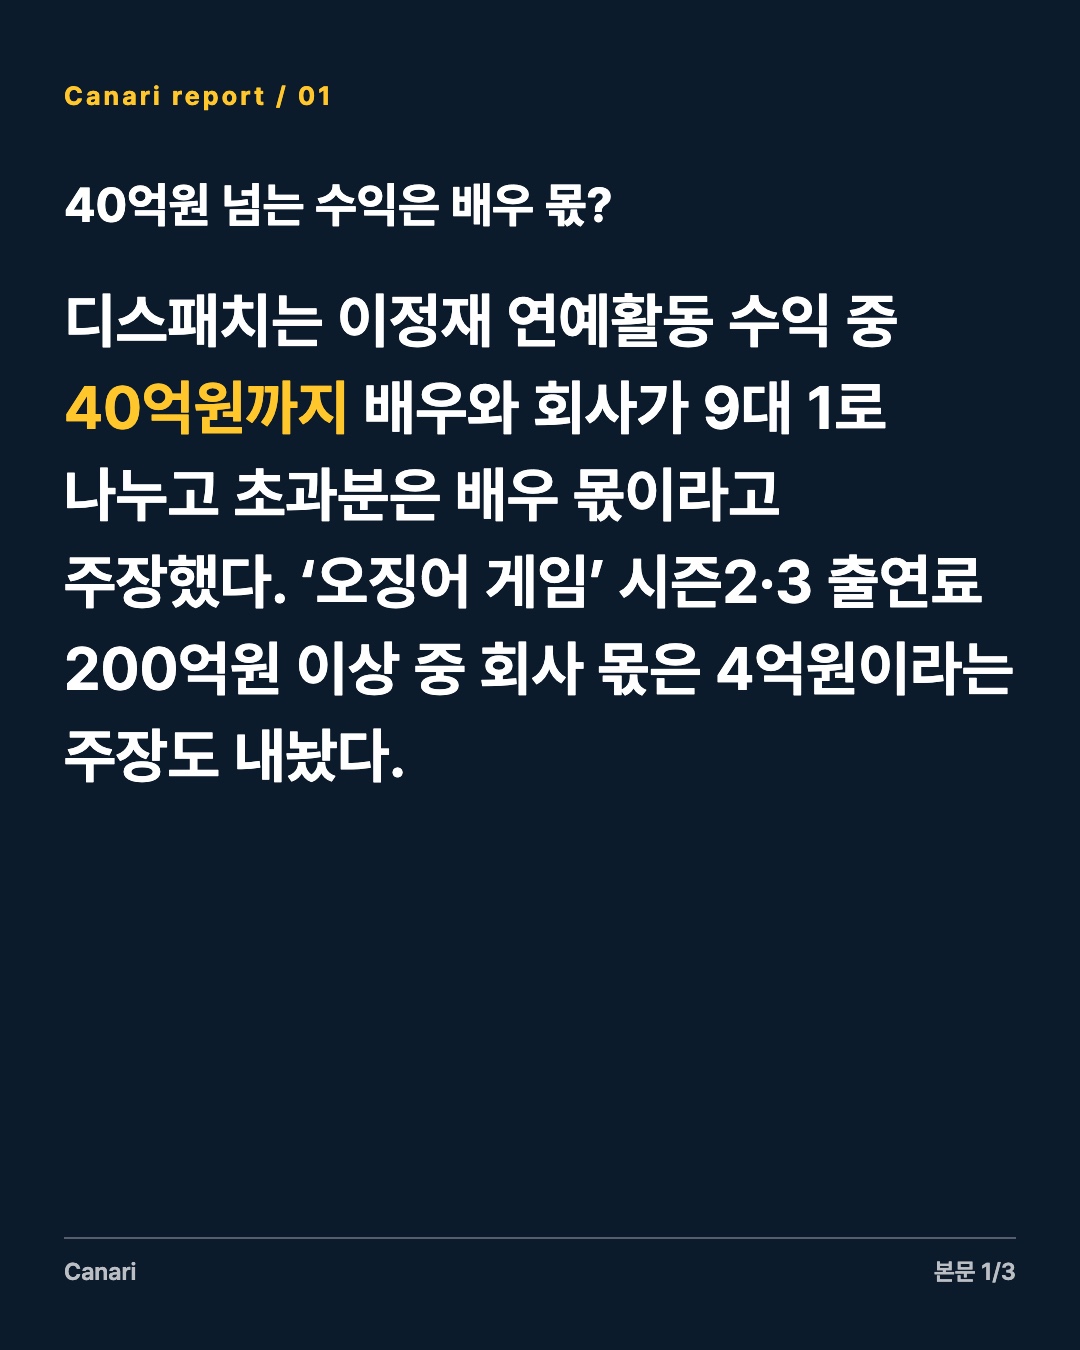 Canari report / 01
40억원 넘는 수익은 배우 몫?
디스패치는 이정재 연예활동 수익 중
40억원까지 배우와 회사가 9대 1로
나누고 초과분은 배우 몫이라고
주장했다. ‘오징어 게임’ 시즌2·3 출연료
200억원 이상 중 회사 몫은 4억원이라는
주장도 내놨다.
Canari
본문 1/3